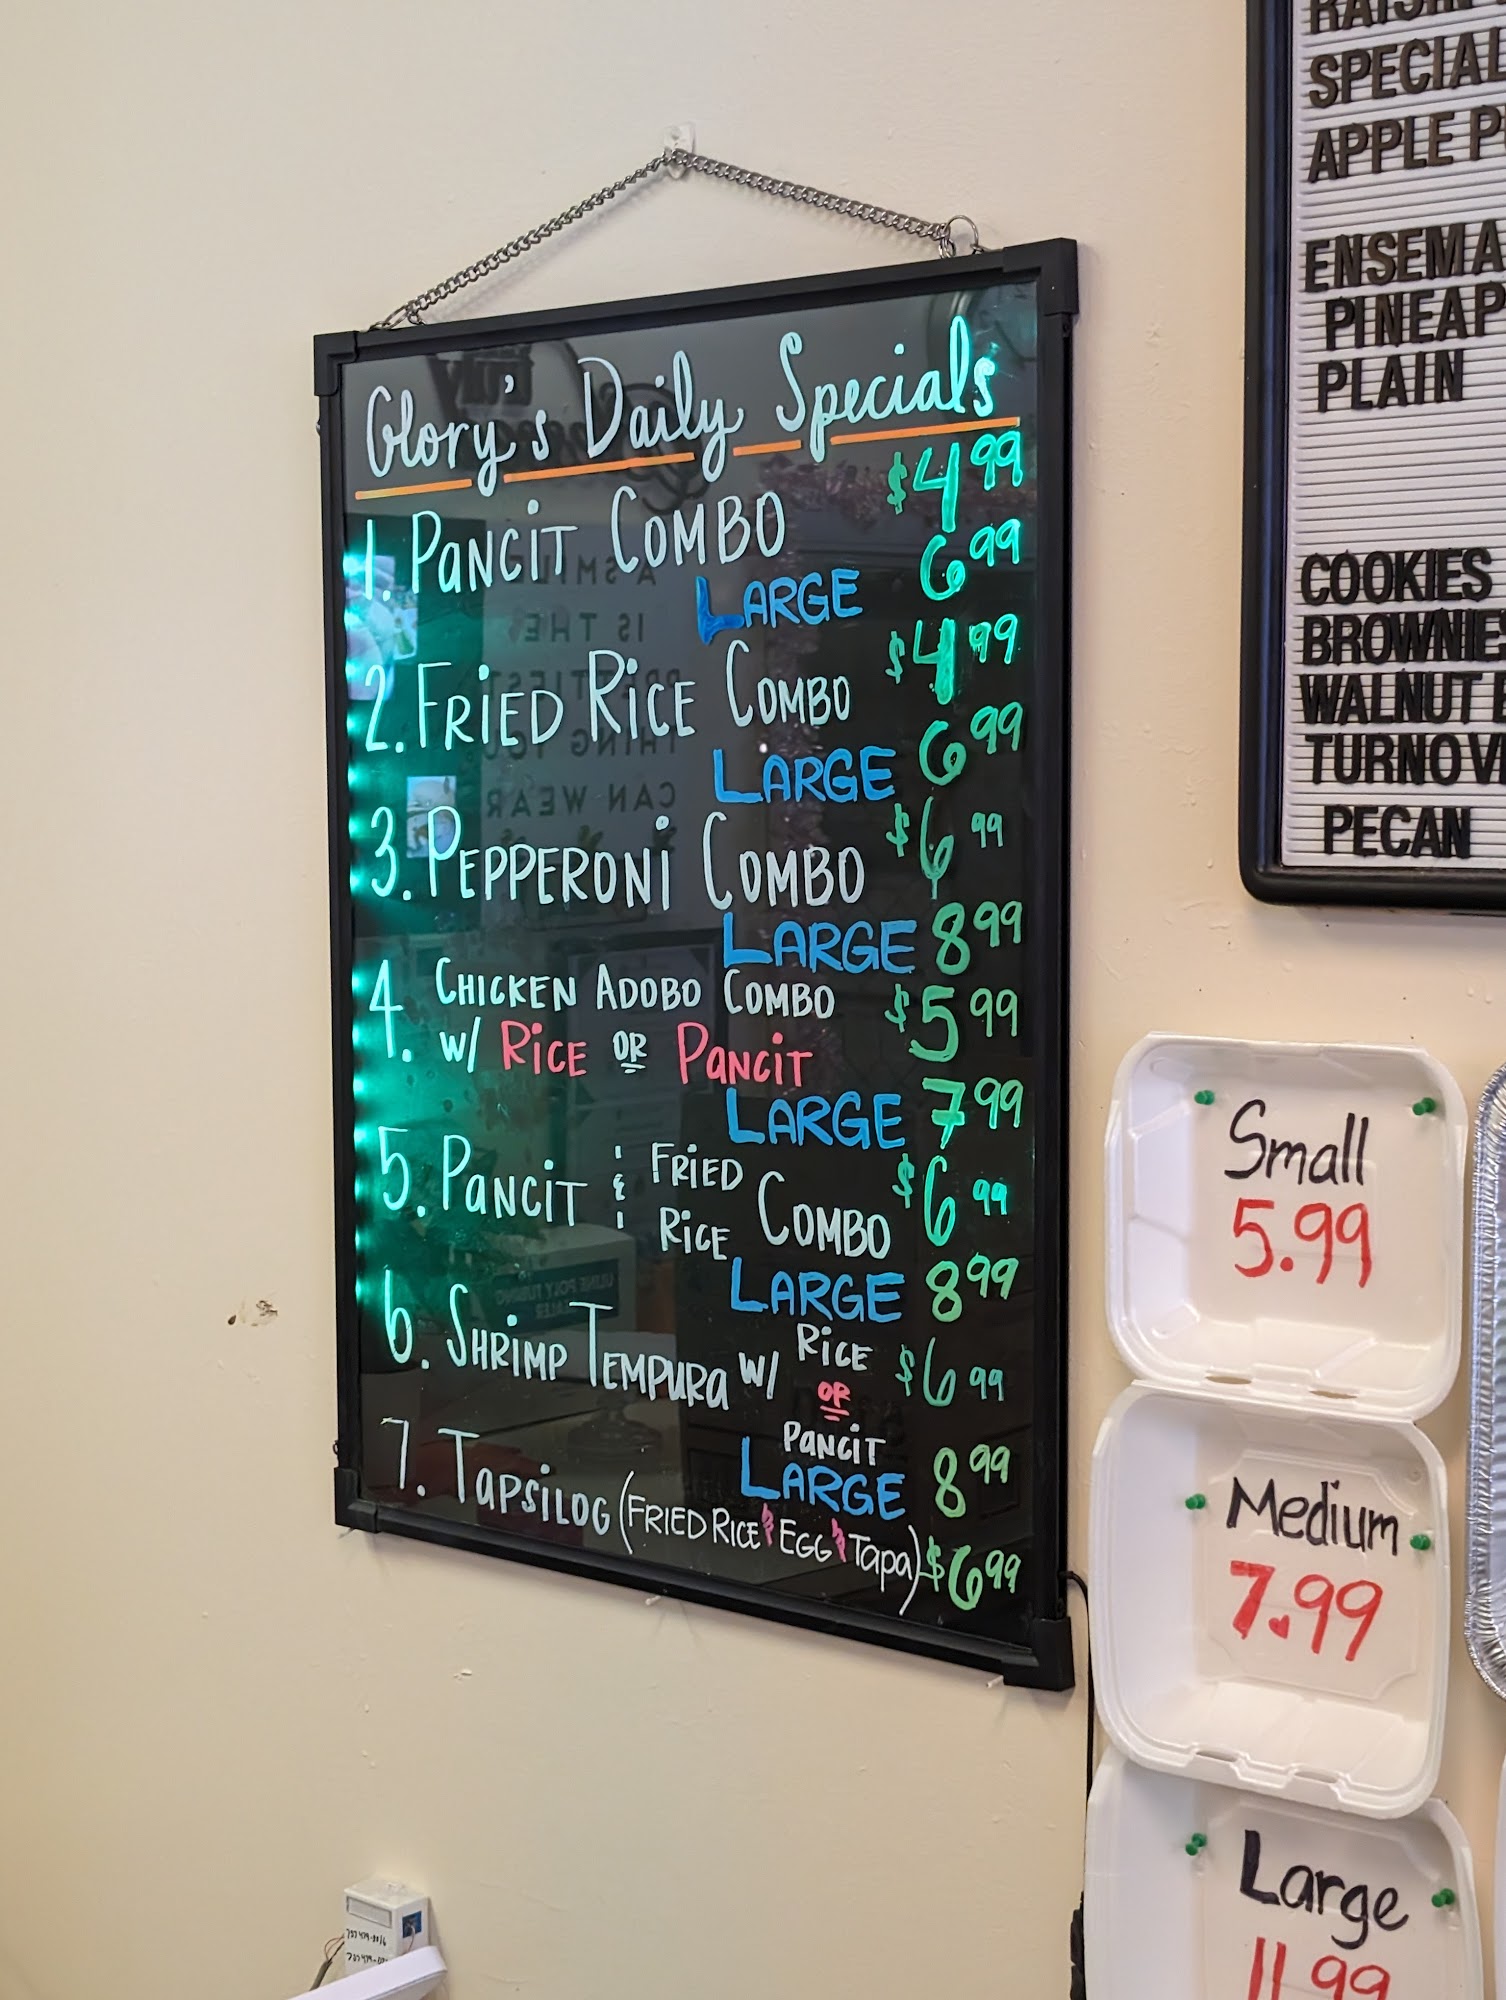 Glory's Daily Specials
1. PANCIT COMBO $4.99
LARGE 6.99
2. FRIED RICE COMBO $4.99
LARGE 6.99
3. PEPPERONI COMBO $6.99
LARGE 8.99
4. CHICKEN ADOBO COMBO $5.99
W/ RICE OR PANCIT
LARGE 7.99
5. PANCIT & FRIED RICE COMBO $6.99
LARGE 8.99
6. SHRIMP TEMPURA W/ RICE OR PANCIT $6.99
LARGE 8.99
7. TAPSILOG (FRIED RICE & EGG & Tapa) $6.99
SPECIAL
APPLE
PLAIN
COOKIES
WALNUT
PECAN
Small
5.99
Medium
7.99
Large
11.99